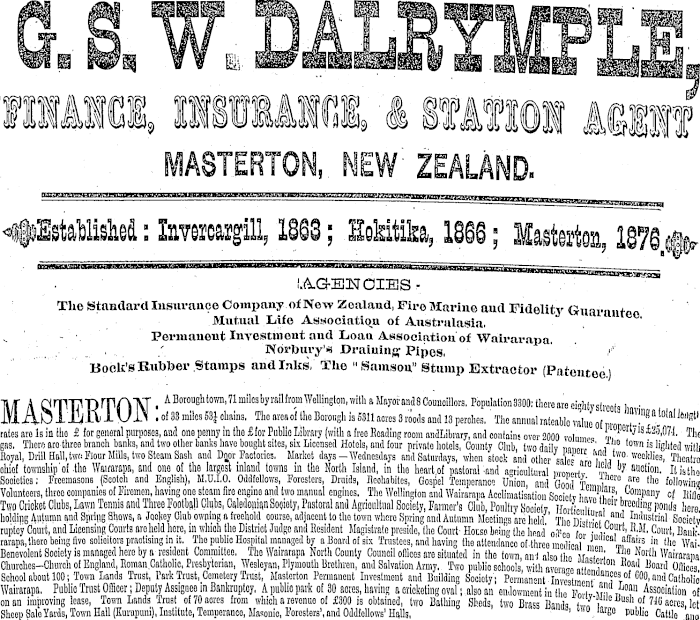 G. S. W. DALRYMPLE,
FINANCE, INSURANCE, & STATION AGENT
MASTERTON, NEW ZEALAND.
Established : Invercargill, 1863 ; Hokitika, 1866 ; Masterton, 1876.
AGENCIES -
The Standard Insurance Company of New Zealand, Fire Marine and Fidelity Guarantee.
Mutual Life Association of Australasia.
Permanent Investment and Loan Association of Wairarapa.
Norbury's Draining Pipes.
Bock's Rubber Stamps and Inks. The "Samson" Stump Extractor (Patentee.)
MASTERTON: A Borough town, 71 miles by rail from Wellington, with a Mayor and 8 Councillors. Population 3300: there are eighty streets having a total length
of 33 miles 53½ chains. The area of the Borough is 5311 acres 3 roods and 13 perches. The annual rateable value of property is £25,074. The
rates are 1s in the £ for general purposes, and one penny in the £ for Public Library (with a free Reading room and Library, and contains over 2000 volumes. The town is lighted with
gas. There are three branch banks, and two other banks have bought sites, six Licensed Hotels, and four private hotels, County Club, two daily papers and two weeklies, Theatre
Royal, Drill Hall, two Flour Mills, two Steam Sash and Door Factories. Market days — Wednesdays and Saturdays, when stock and other sales are held by auction. It is the
chief township of the Wairarapa, and one of the largest inland towns in the North Island, in the heart of pastoral and agricultural property. There are the following
Societies : Freemasons (Scotch and English), M.U.I.O. Oddfellows, Foresters, Druids, Rechabites, Gospel Temperance Union, and Good Templars, Company of Rifle
Volunteers, three companies of Firemen, having one steam fire engine and two manual engines. The Wellington and Wairarapa Acclimatisation Society have their breeding ponds here.
Two Cricket Clubs, Lawn Tennis and Three Football Clubs, Caledonian Society, Pastoral and Agricultural Society, Farmer's Club, Poultry Society, Horticultural and Industrial Society
holding Autumn and Spring Shows, a Jockey Club owning a freehold course, adjacent to the town where Spring and Autumn Meetings are held. The District Court, R.M. Court, Bank-
ruptcy Court, and Licensing Courts are held here, in which the District Judge and Resident Magistrate preside, the Court House being the head office for judical affairs in the Wai-
rarapa, there being five solicitors practising in it. The public Hospital managed by a Board of six Trustees, and having the attendance of three medical men. The North Wairarapa
Benevolent Society is managed here by a resident Committee. The Wairarapa North County Council offices are situated in the town, and also the Masterton Road Board Offices.
Churches—Church of England, Roman Catholic, Presbyterian, Wesleyan, Plymouth Brethren, and Salvation Army. Two public schools, with average attendances of 600, and Catholic
School about 100 ; Town Lands Trust, Park Trust, Cemetery Trust, Masterton Permanent Investment and Building Society ; Permanent Investment and Loan Association of
Wairarapa. Public Trust Officer ; Deputy Assignee in Bankruptcy. A public park of 30 acres, having a cricketing oval ; also an endowment in the Forty-Mile Bush of 746 acres, let
on an improving lease, Town Lands Trust of 70 acres from which a revenue of £300 is obtained, two Bathing Sheds, two Brass Bands, two large public Cattle and
Sheep Sale Yards, Town Hall (Kuripuni), Institute, Temperance, Masonic, Foresters', and Oddfellows' Halls.